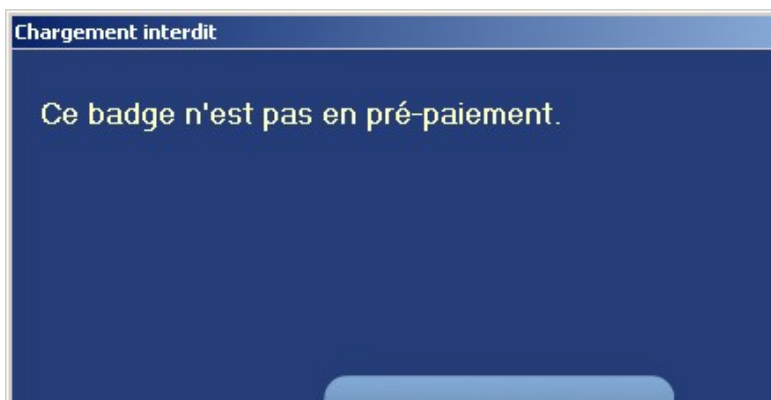 Chargement interdit
Ce badge n'est pas en pré-paiement.